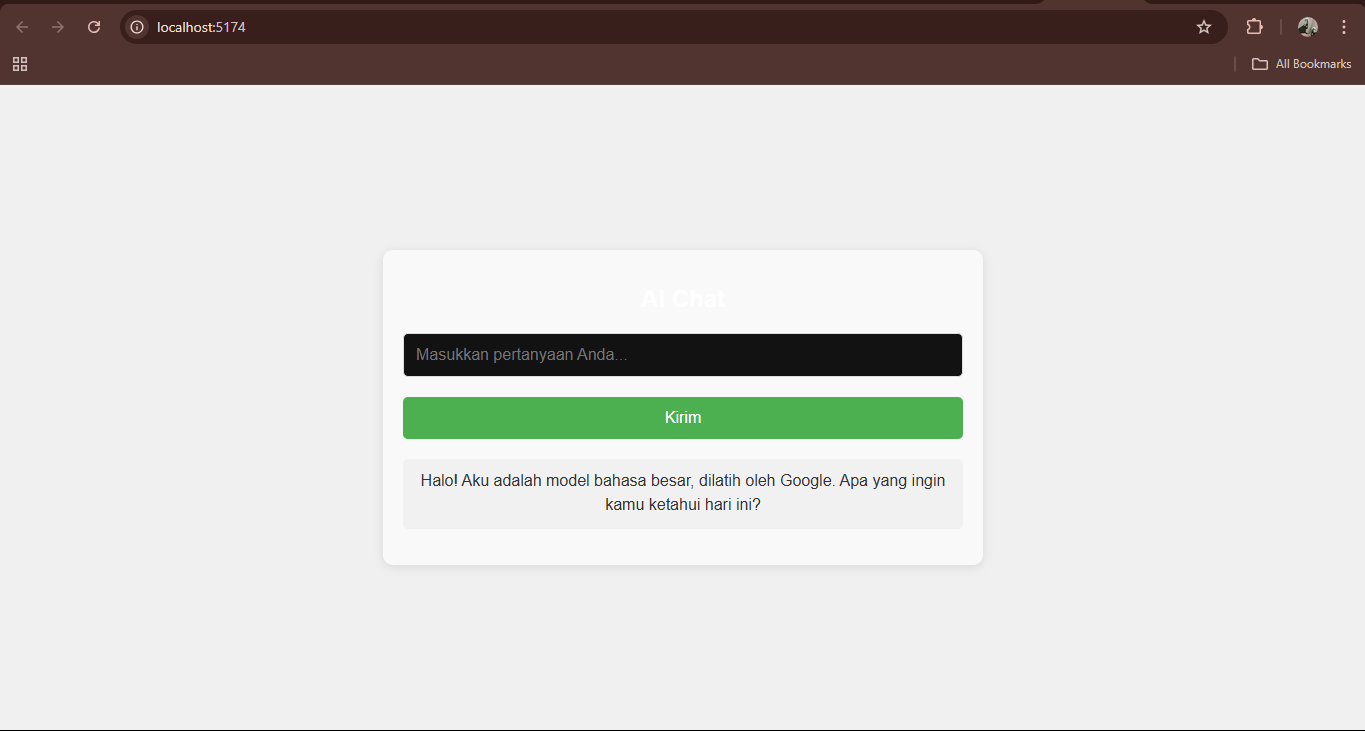 localhost:5174
All Bookmarks
AI Chat
Masukkan pertanyaan Anda...
Kirim
Halo! Aku adalah model bahasa besar, dilatih oleh Google. Apa yang ingin
kamu ketahui hari ini?